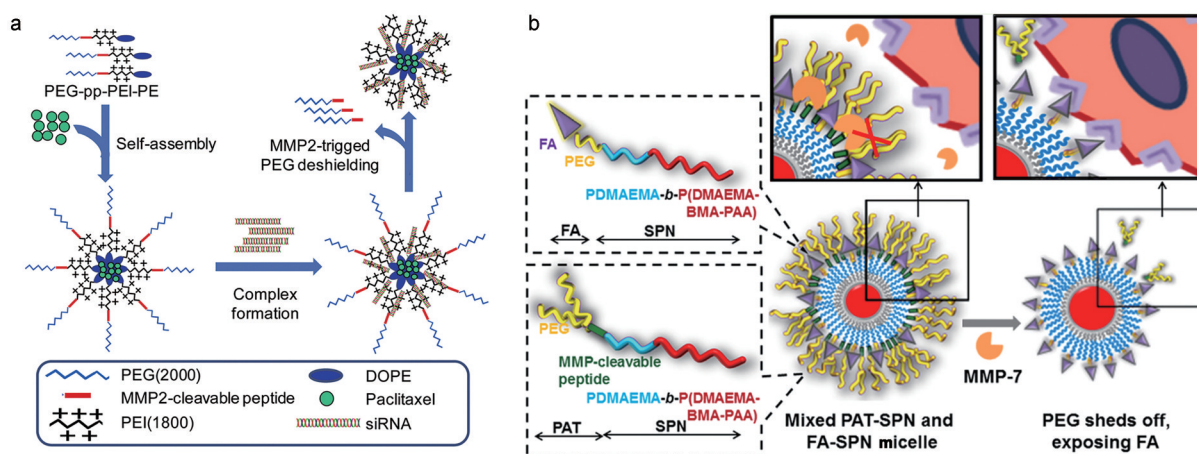 a
PEG-pp-PEI-PE
Self-assembly
MMP2-trigged
PEG deshielding
Complex
formation
PEG(2000)
MMP2-cleavable peptide
PEI(1800)
DOPE
Paclitaxel
siRNA
b
FA
PEG
PDMAEMA-b-P(DMAEMA-
BMA-PAA)
FA
SPN
PEG
MMP-cleavable
peptide
PDMAEMA-b-P(DMAEMA-
BMA-PAA)
PAT
SPN
MMP-7
Mixed PAT-SPN and
FA-SPN micelle
PEG sheds off,
exposing FA